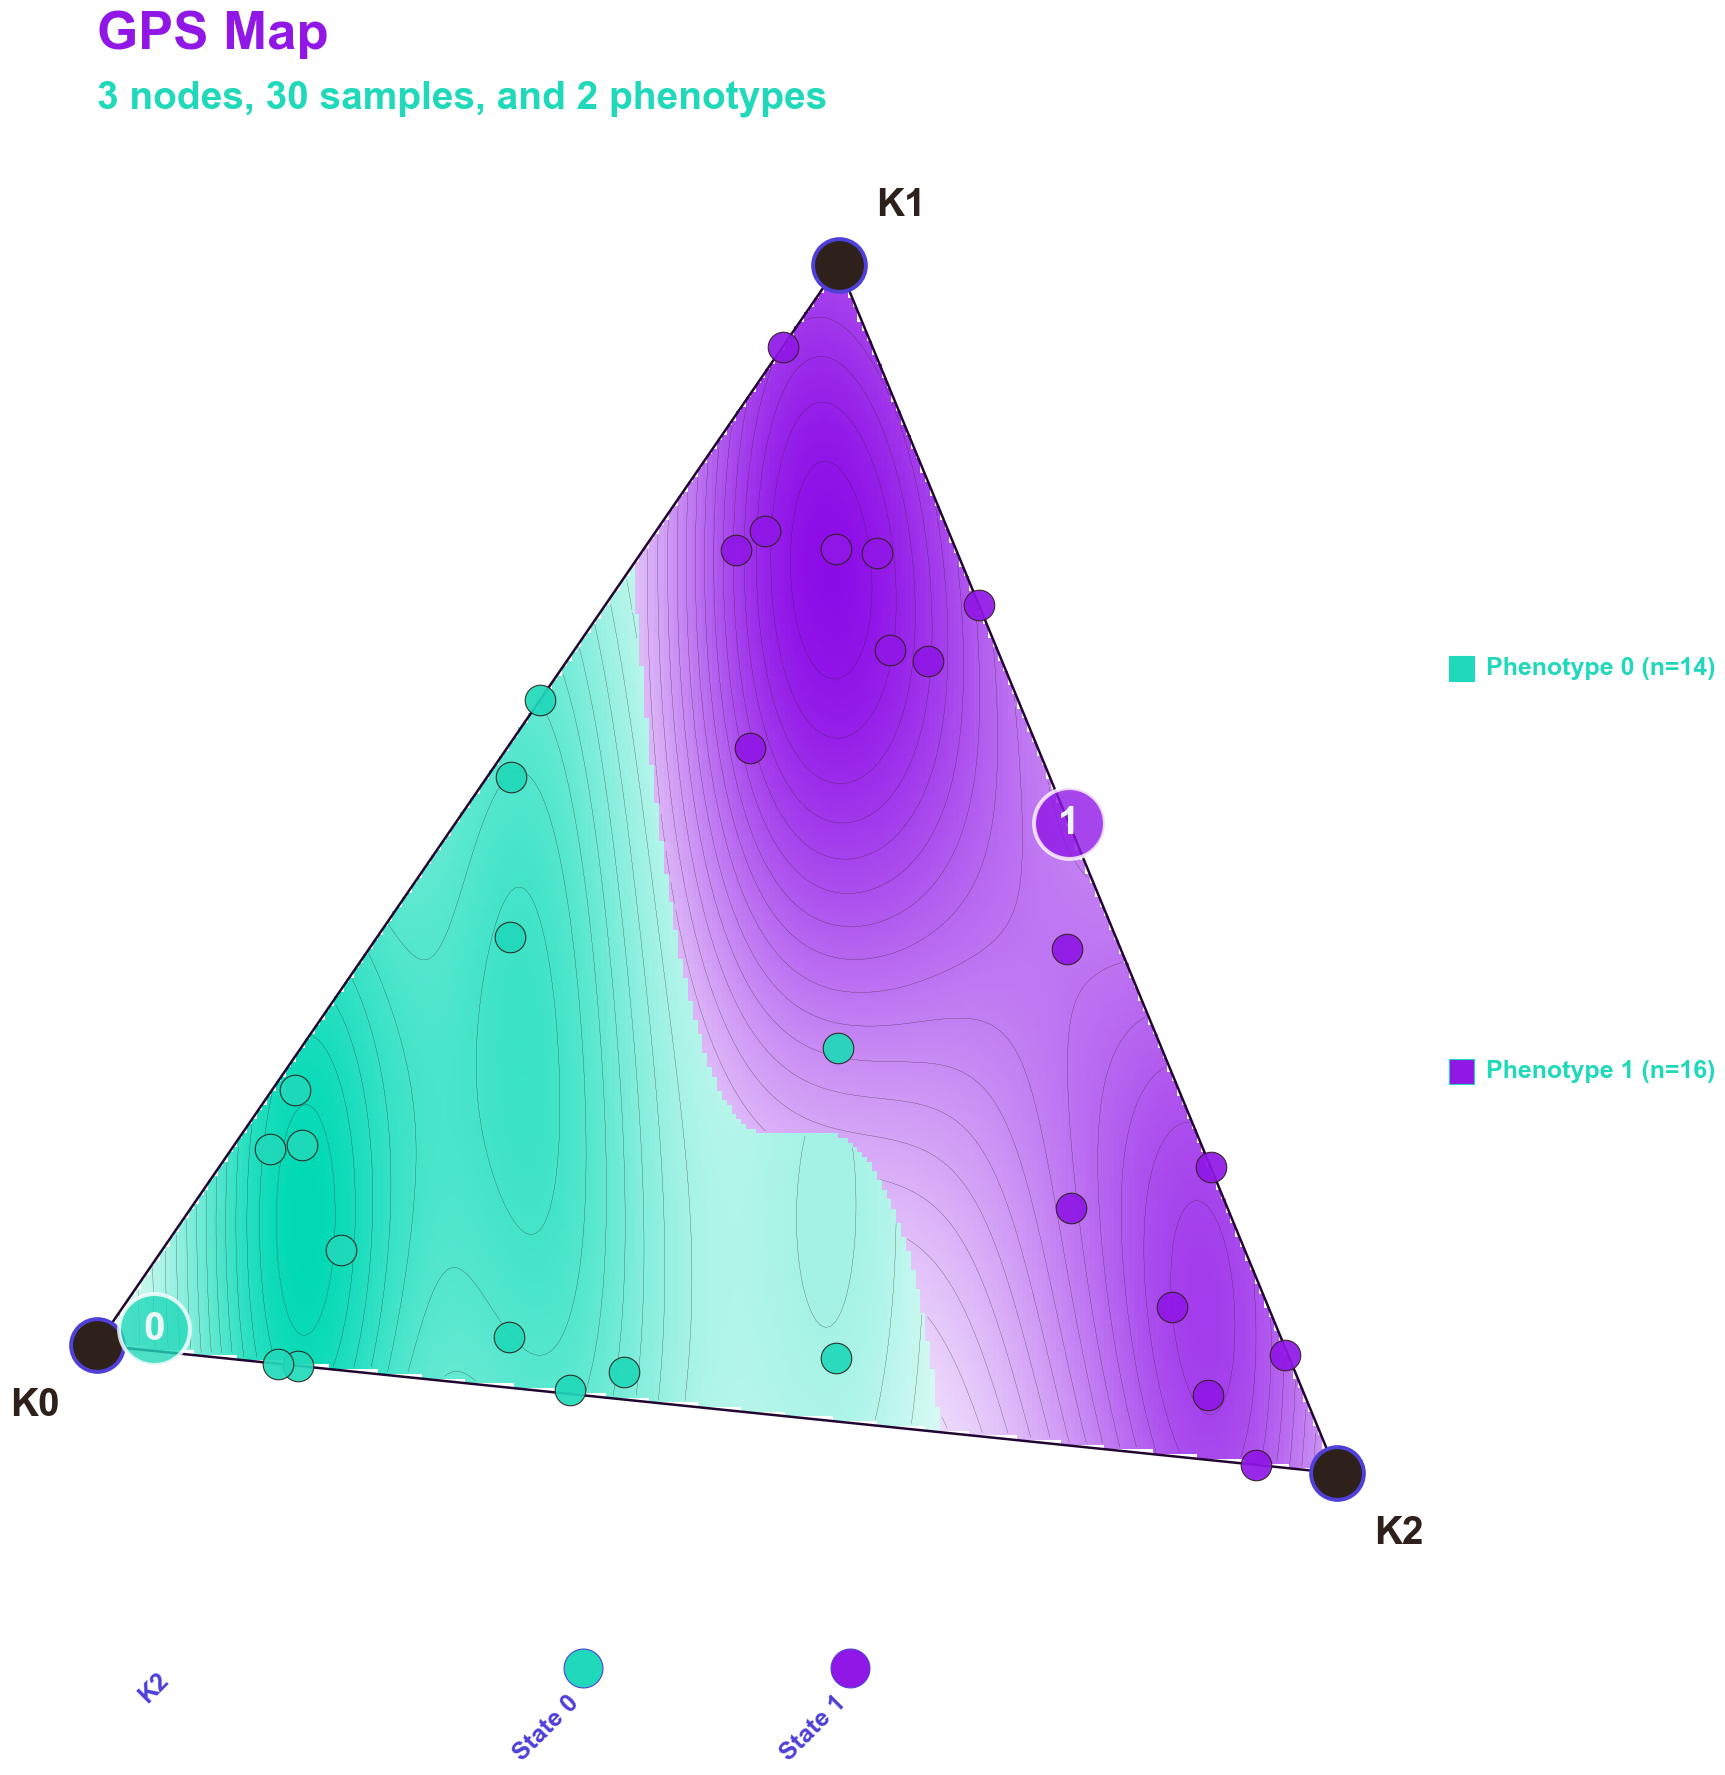 GPS Map
3 nodes, 30 samples, and 2 phenotypes
K1
Phenotype 0 (n=14)
1
Phenotype 1 (n=16)
0
K0
K2
K2
State 0
State 1